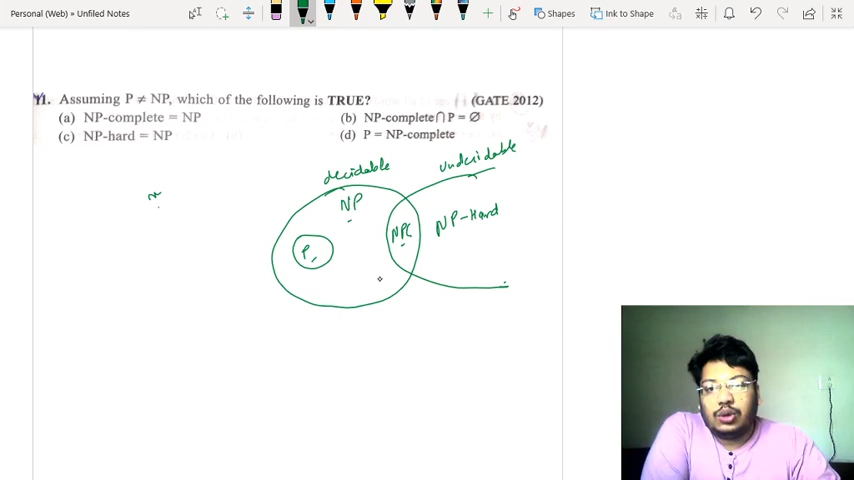 Personal (Web) » Unfiled Notes
Shapes
Ink to Shape
11. Assuming P ≠ NP, which of the following is TRUE? (GATE 2012)
(a) NP-complete = NP (b) NP-complete ∩ P = ∅
(c) NP-hard = NP (d) P = NP-complete
decidable undecidable
NP
NPC NP-Hard
P